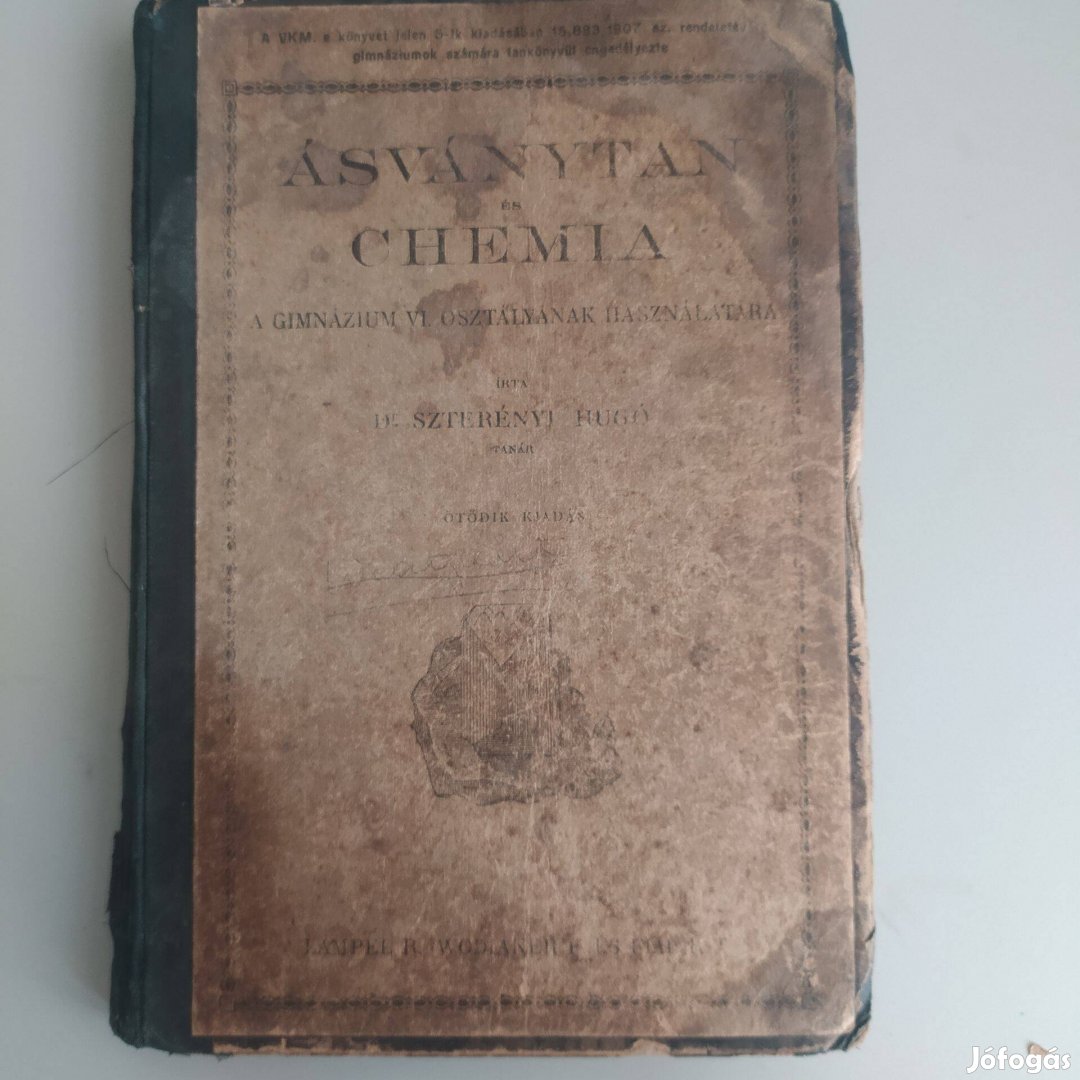 A VKM. e könyvet jelen 5-ik kiadásában 15,893 1907 sz. rendeletével
gimnáziumok számára tankönyvül engedélyezte
ÁSVÁNYTAN
ÉS
CHEMIA
A GIMNÁZIUM VI. OSZTÁLYÁNAK HASZNÁLATÁRA
ÍRTA
Dr. SZTERÉNYI HUGÓ
TANÁR
ÖTÖDIK KIADÁS
LAMPEL R. WODIANER F. ÉS FIAI
Jófogás